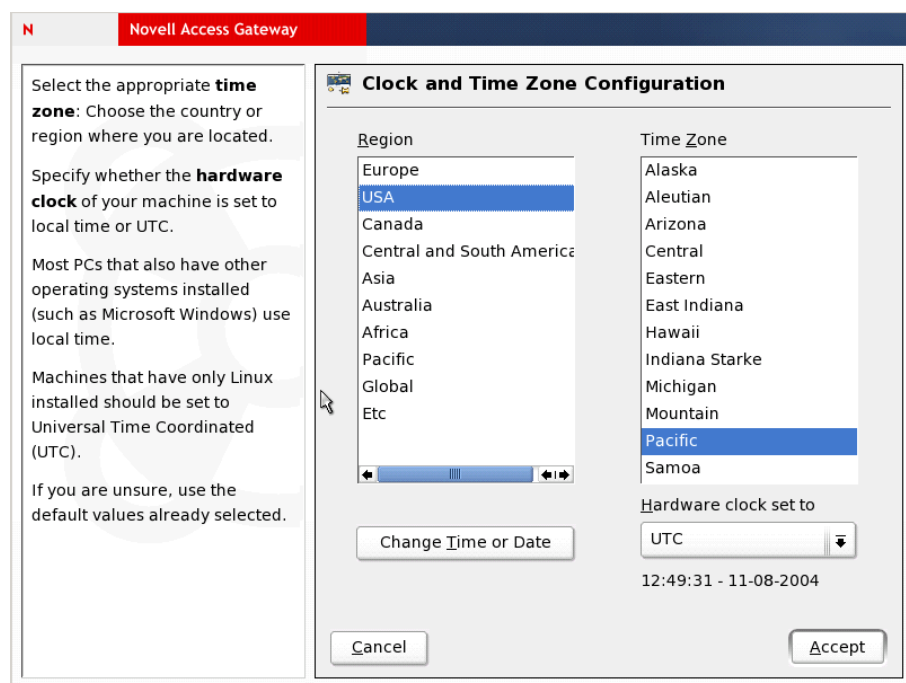 N
Novell Access Gateway
Select the appropriate time
zone: Choose the country or
region where you are located.
Specify whether the hardware
clock of your machine is set to
local time or UTC.
Most PCs that also have other
operating systems installed
(such as Microsoft Windows) use
local time.
Machines that have only Linux
installed should be set to
Universal Time Coordinated
(UTC).
If you are unsure, use the
default values already selected.
Clock and Time Zone Configuration
Region
Europe
USA
Canada
Central and South America
Asia
Australia
Africa
Pacific
Global
Etc
Change Time or Date
Time Zone
Alaska
Aleutian
Arizona
Central
Eastern
East Indiana
Hawaii
Indiana Starke
Michigan
Mountain
Pacific
Samoa
Hardware clock set to
UTC
12:49:31 - 11-08-2004
Cancel
Accept